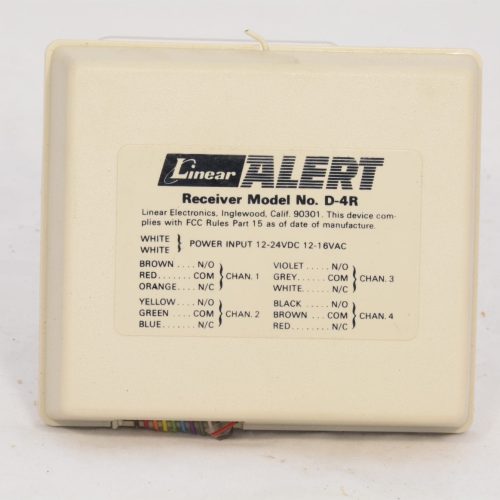 Linear ALERT
Receiver Model No. D-4R
Linear Electronics, Inglewood, Calif. 90301. This device com-
plies with FCC Rules Part 15 as of date of manufacture.
WHITE
WHITE } POWER INPUT 12-24VDC 12-16VAC
BROWN .... N/O
RED ....... COM } CHAN. 1
ORANGE .... N/C
VIOLET ..... N/O
GREY ...... COM } CHAN. 3
WHITE ..... N/C
YELLOW .... N/O
GREEN .... COM } CHAN. 2
BLUE ....... N/C
BLACK ..... N/O
BROWN ... COM } CHAN. 4
RED ........ N/C